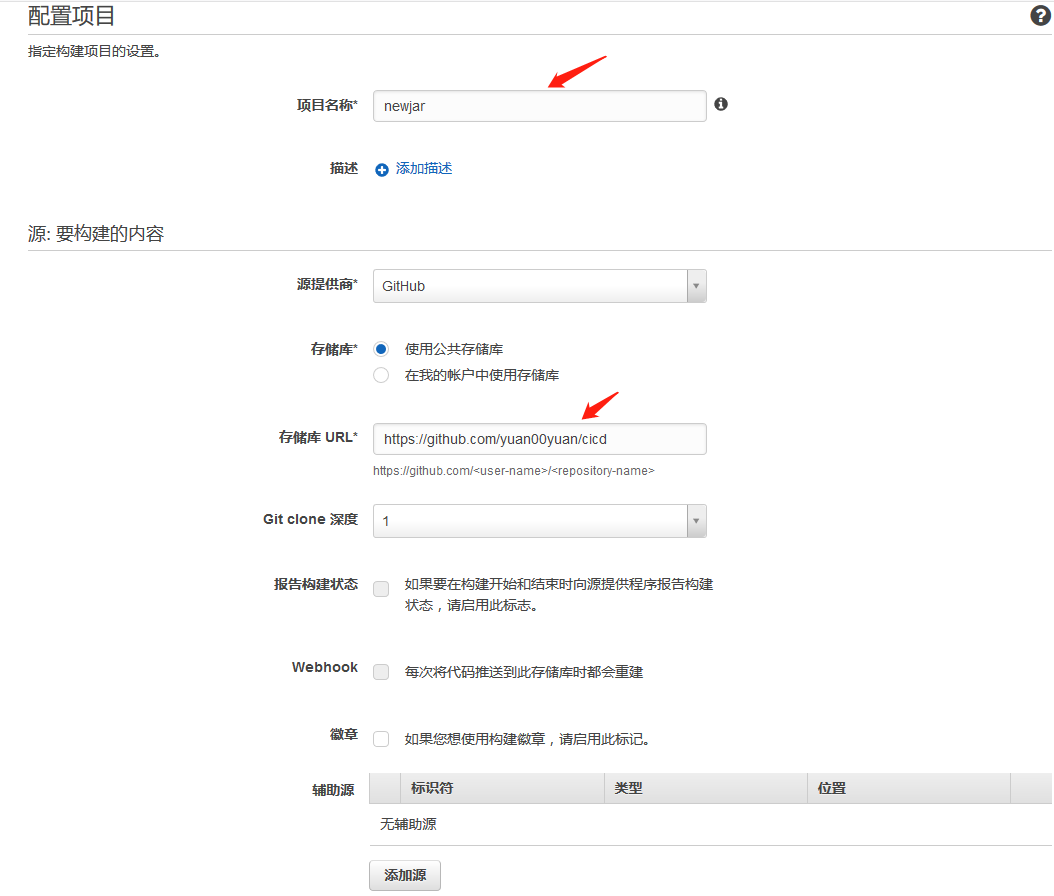 配置项目
指定构建项目的设置。
项目名称*
newjar
描述
添加描述
源: 要构建的内容
源提供商*
GitHub
存储库*
使用公共存储库
在我的帐户中使用存储库
存储库 URL*
https://github.com/yuan00yuan/cicd
https://github.com/<user-name>/<repository-name>
Git clone 深度
1
报告构建状态
如果要在构建开始和结束时向源提供程序报告构建
状态，请启用此标志。
Webhook
每次将代码推送到此存储库时都会重建
徽章
如果您想使用构建徽章，请启用此标记。
辅助源
标识符 类型 位置
无辅助源
添加源